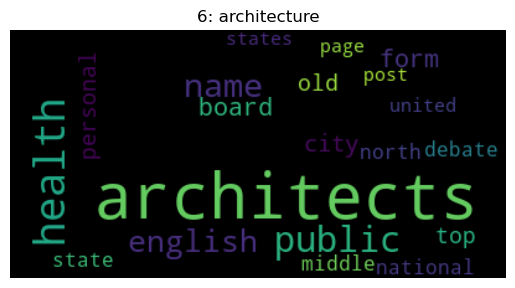 6: architecture
states
page
form
personal
name
old
post
board
united
health
city
north
debate
architects
english
public
top
state
middle
national